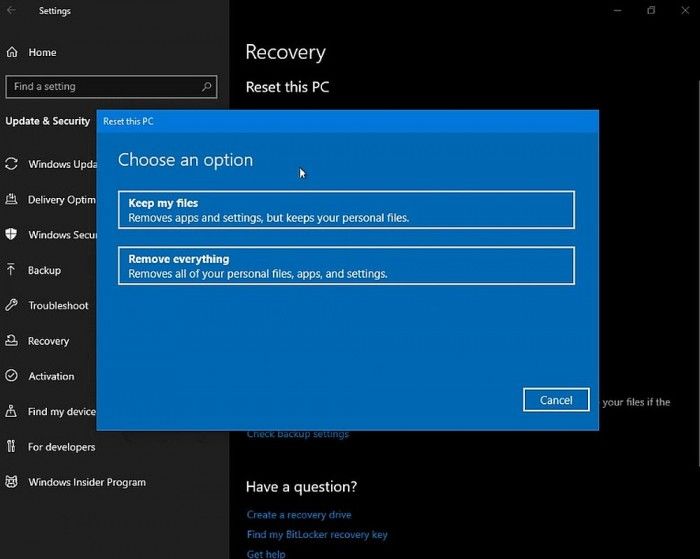 Settings
Home
Find a setting
Update & Security
Windows Upda
Delivery Optim
Windows Secu
Backup
Troubleshoot
Recovery
Activation
Find my device
For developers
Windows Insider Program
Recovery
Reset this PC
Reset this PC
Choose an option
Keep my files
Removes apps and settings, but keeps your personal files.
Remove everything
Removes all of your personal files, apps, and settings.
Cancel
your files if the
Check backup settings
Have a question?
Create a recovery drive
Find my BitLocker recovery key
Get help